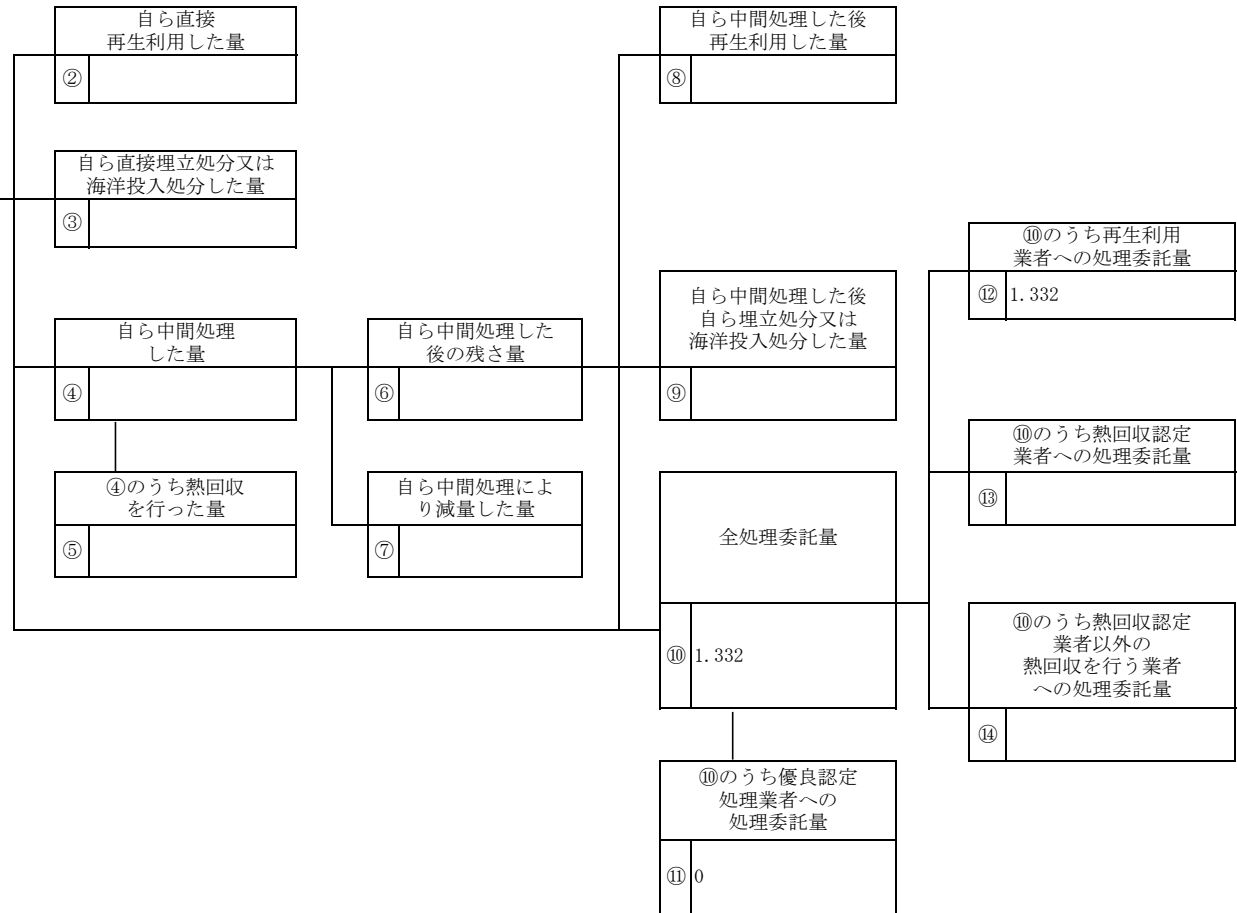 自ら直接
再生利用した量
②
自ら直接埋立処分又は
海洋投入処分した量
③
自ら中間処理
した量
④
④のうち熱回収
を行った量
⑤
自ら中間処理した
後の残さ量
⑥
自ら中間処理によ
り減量した量
⑦
自ら中間処理した後
再生利用した量
⑧
自ら中間処理した後
自ら埋立処分又は
海洋投入処分した量
⑨
全処理委託量
⑩ 1.332
⑩のうち優良認定
処理業者への
処理委託量
⑪ 0
⑩のうち再生利用
業者への処理委託量
⑫ 1.332
⑩のうち熱回収認定
業者への処理委託量
⑬
⑩のうち熱回収認定
業者以外の
熱回収を行う業者
への処理委託量
⑭